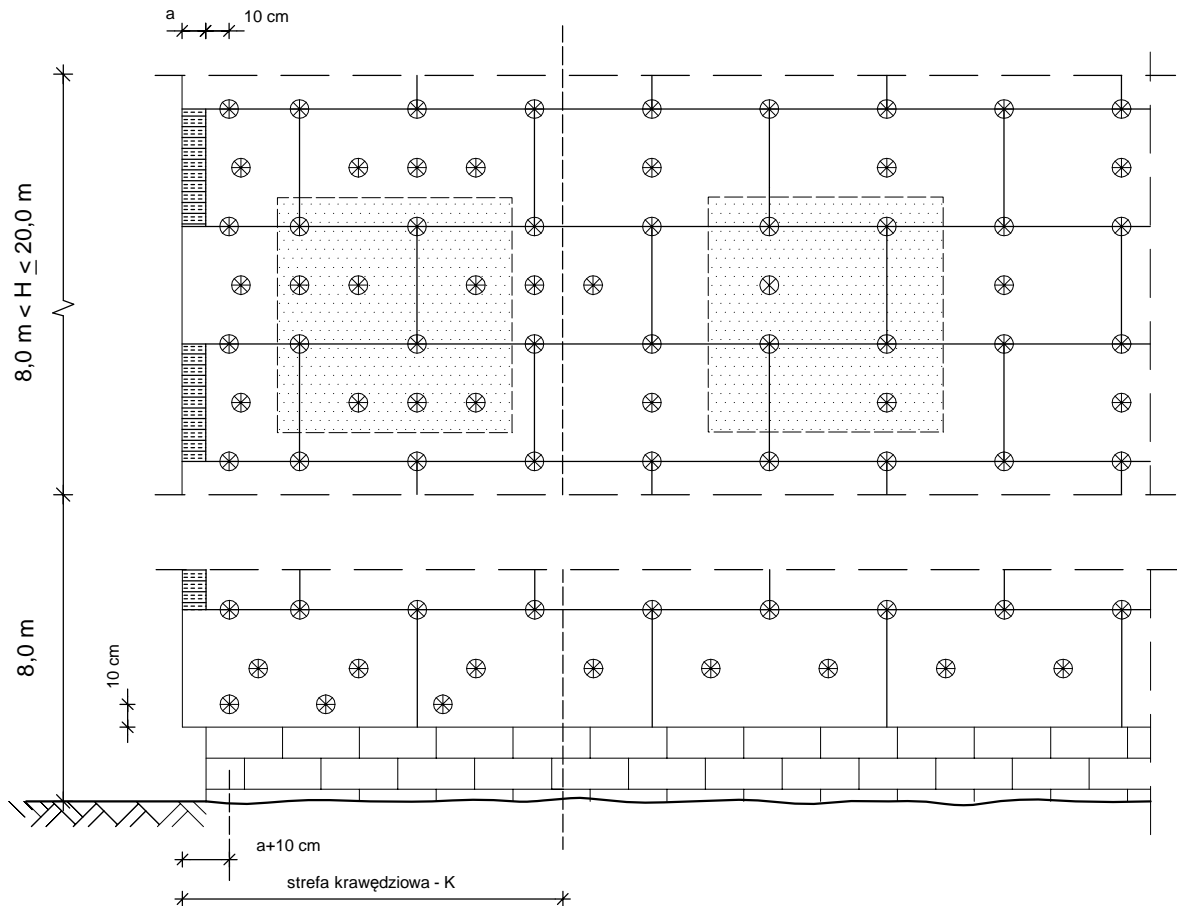 a
10 cm
8,0 m < H ≤ 20,0 m
8,0 m
10 cm
a+10 cm
strefa krawędziowa - K